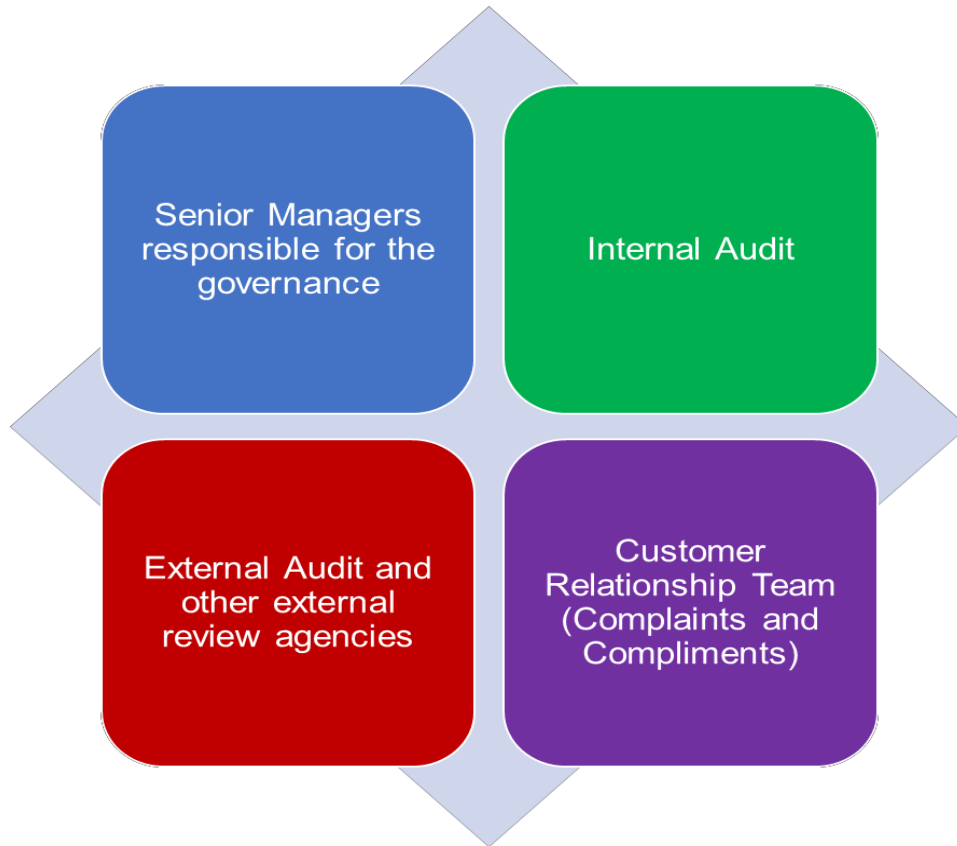 Senior Managers
responsible for the
governance
Internal Audit
External Audit and
other external
review agencies
Customer
Relationship Team
(Complaints and
Compliments)